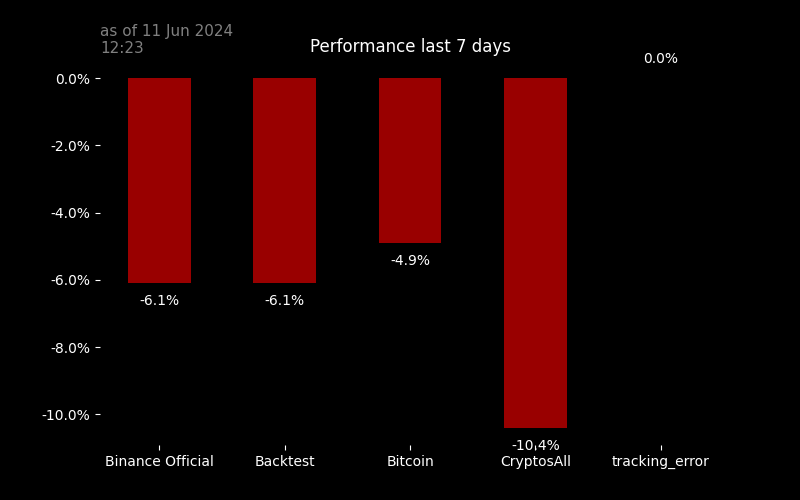 as of 11 Jun 2024
12:23
Performance last 7 days
0.0%
0.0%
-2.0%
-4.0%
-6.0%
-8.0%
-10.0%
-6.1%
-6.1%
-4.9%
-10.4%
Binance Official
Backtest
Bitcoin
CryptosAll
tracking_error